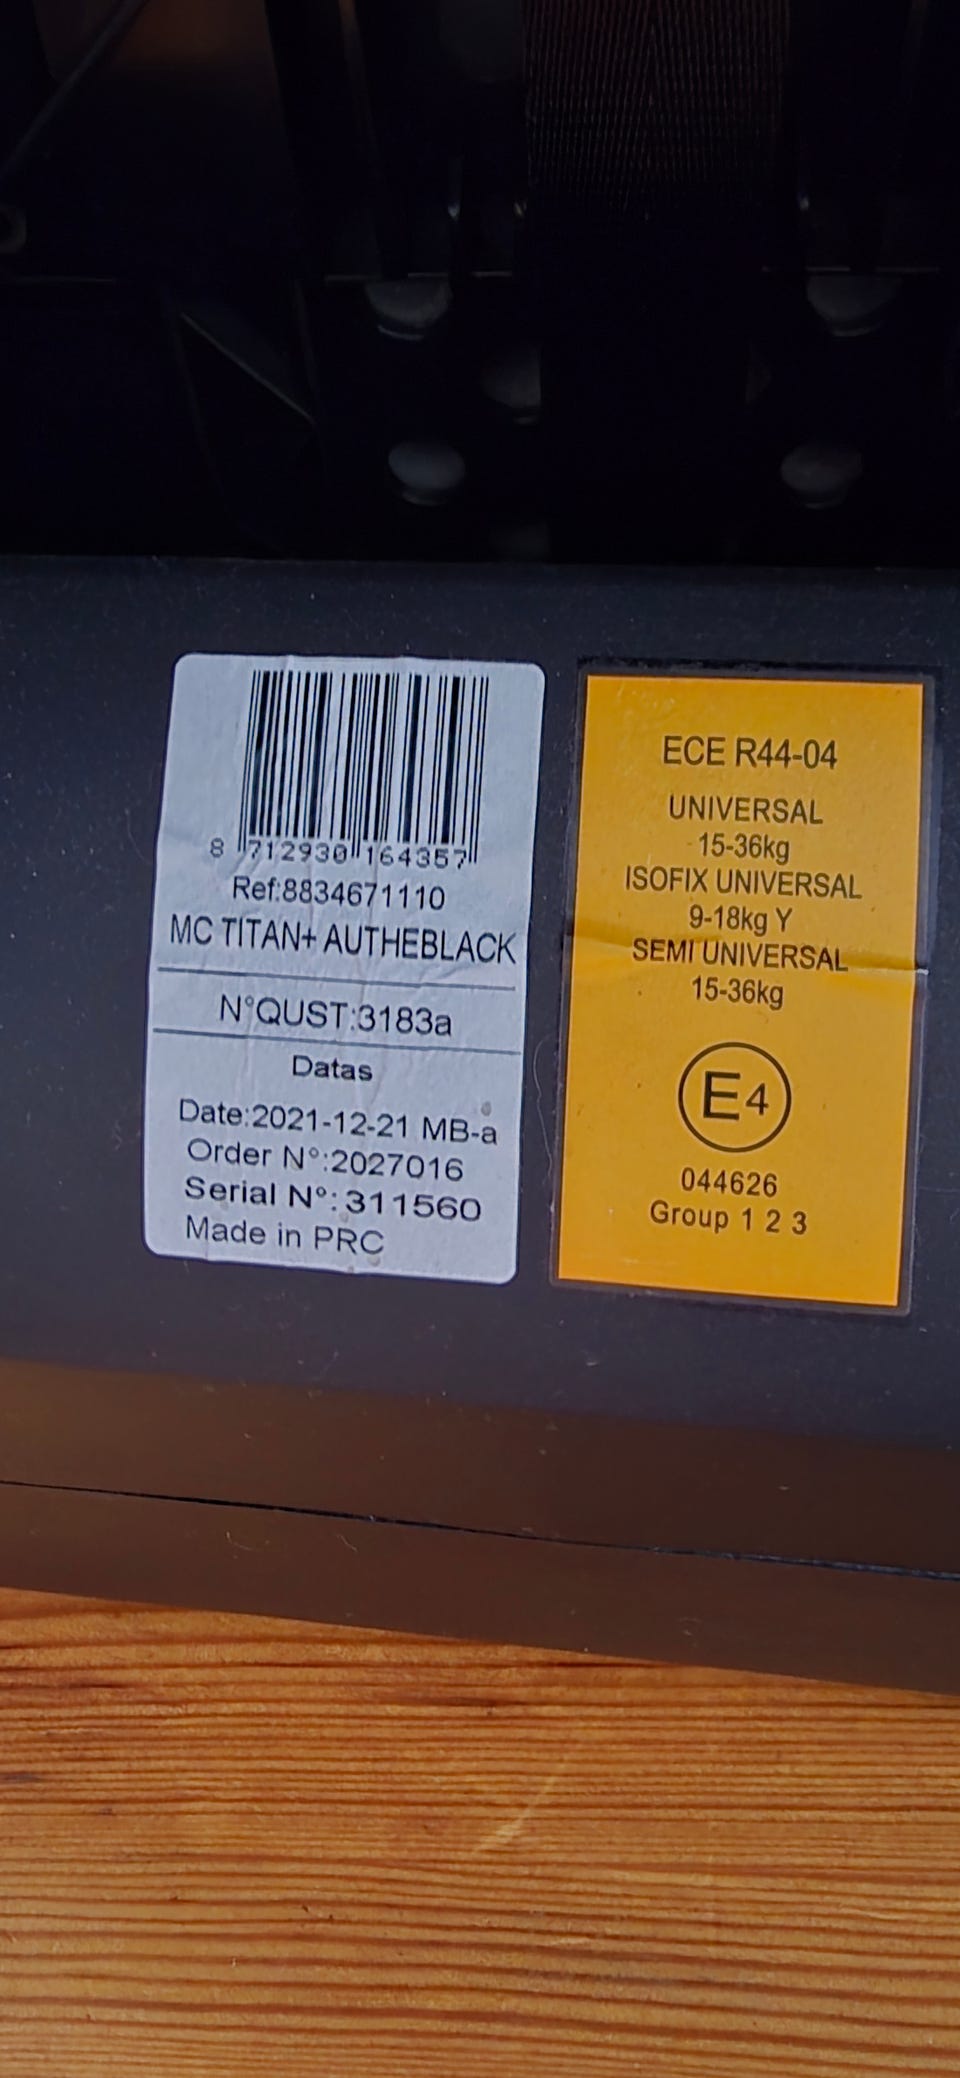 8 712930 164357
Ref:8834671110
MC TITAN+ AUTHEBLACK
N°QUST:3183a
Datas
Date:2021-12-21 MB-a
Order N°:2027016
Serial N°:311560
Made in PRC
ECE R44-04
UNIVERSAL
15-36kg
ISOFIX UNIVERSAL
9-18kg Y
SEMI UNIVERSAL
15-36kg
E4
044626
Group 1 2 3